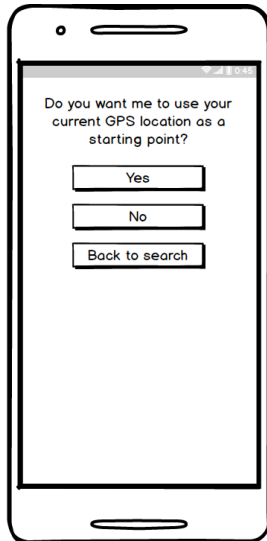 0:45
Do you want me to use your
current GPS location as a
starting point?
Yes
No
Back to search